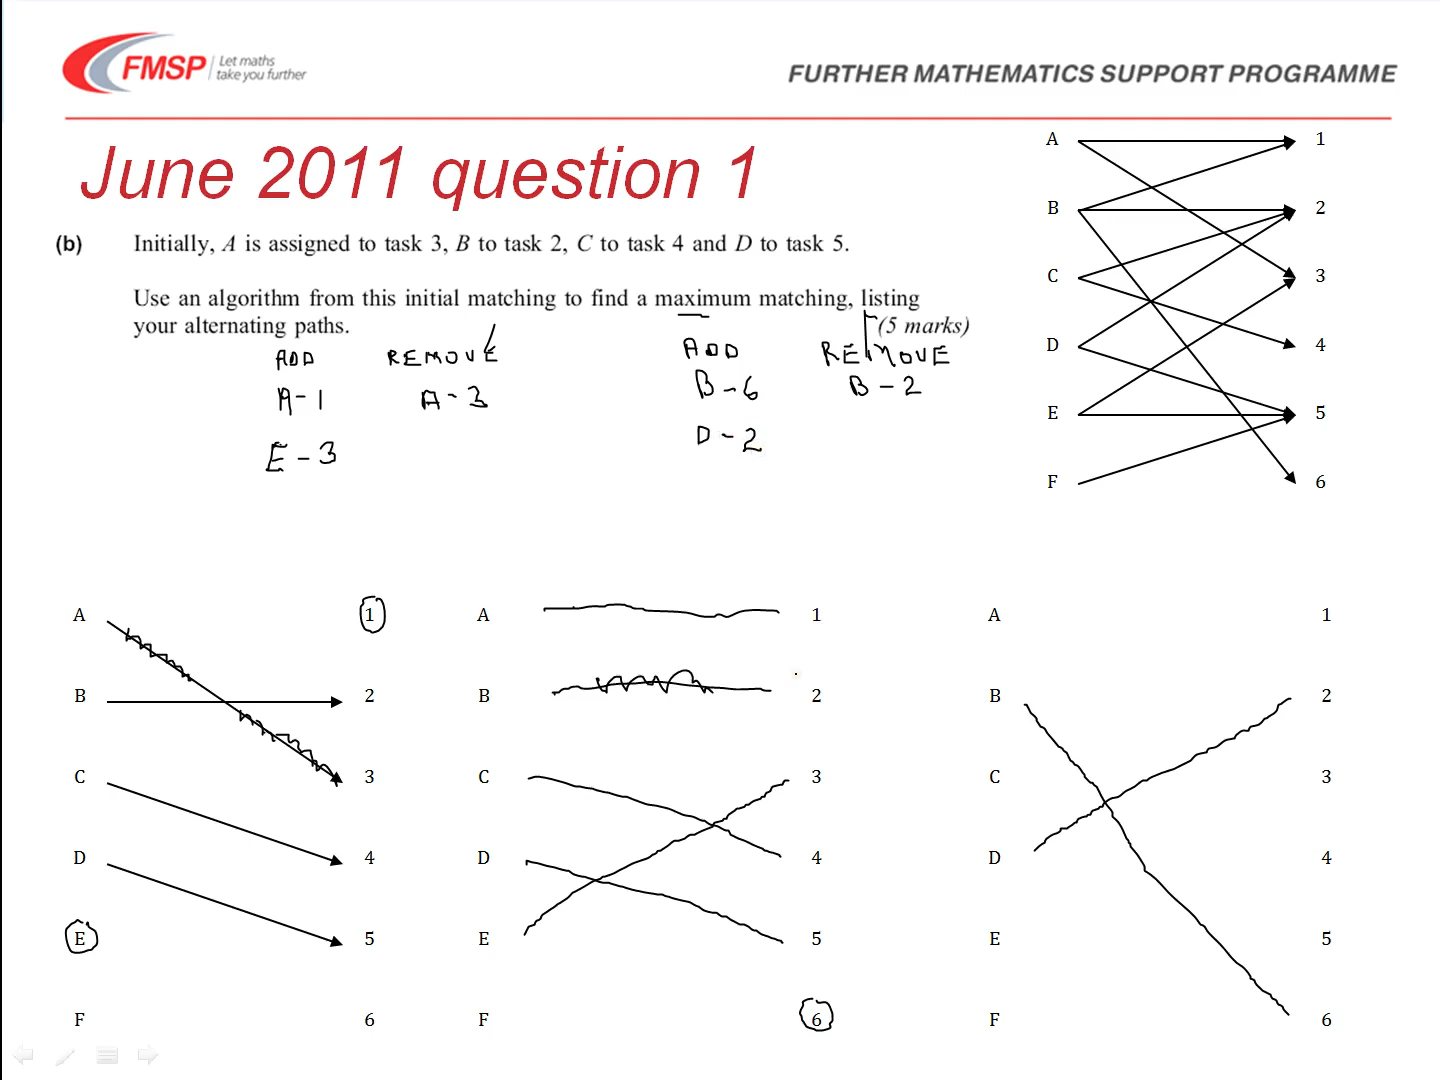 FMSP Let maths
take you further
FURTHER MATHEMATICS SUPPORT PROGRAMME
June 2011 question 1
(b) Initially, A is assigned to task 3, B to task 2, C to task 4 and D to task 5.
Use an algorithm from this initial matching to find a maximum matching, listing
your alternating paths. (5 marks)
ADD REMOVE
A-1 A-3
E-3
ADD REMOVE
B-6 B-2
D-2
A 1
B 2
C 3
D 4
E 5
F 6
A 1
B 2
C 3
D 4
E 5
F 6
A 1
B 2
C 3
D 4
E 5
F 6
A 1
B 2
C 3
D 4
E 5
F 6